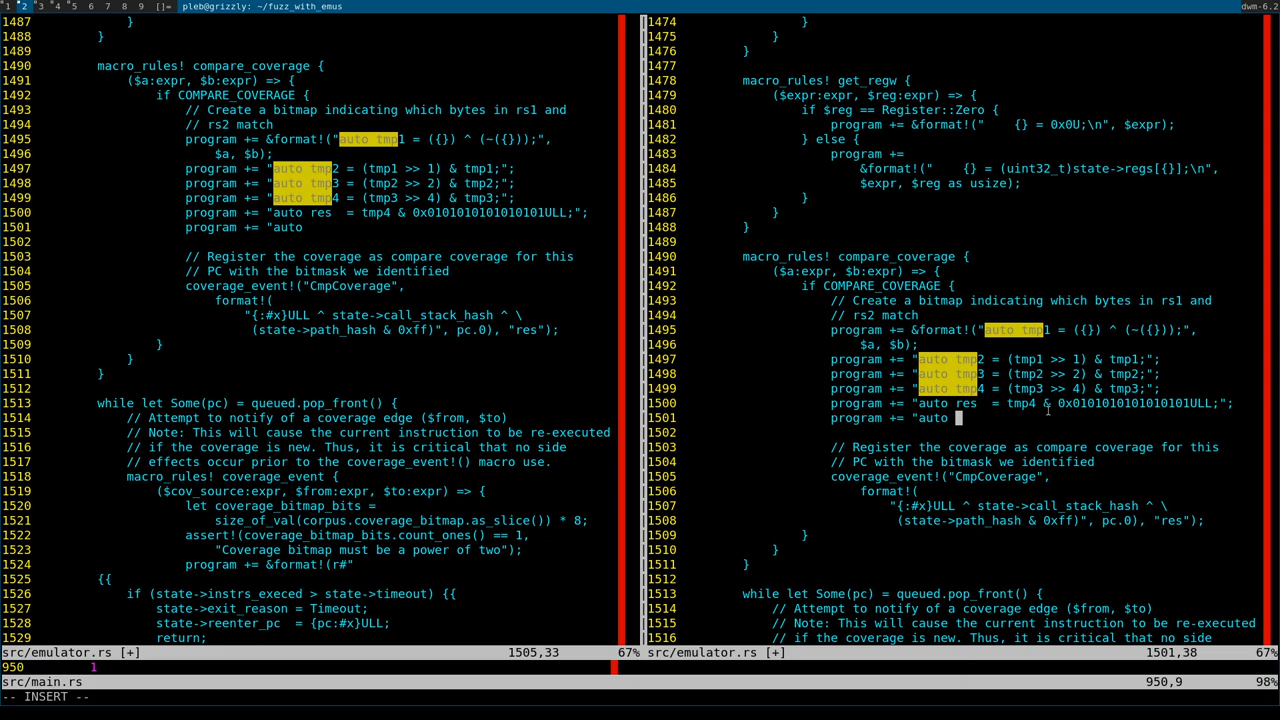 1 2 3 4 5 6 7 8 9 []= pleb@grizzly: ~/fuzz_with_emus dwm-6.2
1487 }
1488 }
1489
1490 macro_rules! compare_coverage {
1491 ($a:expr, $b:expr) => {
1492 if COMPARE_COVERAGE {
1493 // Create a bitmap indicating which bytes in rs1 and
1494 // rs2 match
1495 program += &format!("auto tmp1 = ({}) ^ (~({}));",
1496 $a, $b);
1497 program += "auto tmp2 = (tmp1 >> 1) & tmp1;";
1498 program += "auto tmp3 = (tmp2 >> 2) & tmp2;";
1499 program += "auto tmp4 = (tmp3 >> 4) & tmp3;";
1500 program += "auto res  = tmp4 & 0x0101010101010101ULL;";
1501 program += "auto
1502
1503 // Register the coverage as compare coverage for this
1504 // PC with the bitmask we identified
1505 coverage_event!("CmpCoverage",
1506 format!(
1507 "{:#x}ULL ^ state->call_stack_hash ^ \
1508 (state->path_hash & 0xff)", pc.0), "res");
1509 }
1510 }
1511 }
1512
1513 while let Some(pc) = queued.pop_front() {
1514 // Attempt to notify of a coverage edge ($from, $to)
1515 // Note: This will cause the current instruction to be re-executed
1516 // if the coverage is new. Thus, it is critical that no side
1517 // effects occur prior to the coverage_event!() macro use.
1518 macro_rules! coverage_event {
1519 ($cov_source:expr, $from:expr, $to:expr) => {
1520 let coverage_bitmap_bits =
1521 size_of_val(corpus.coverage_bitmap.as_slice()) * 8;
1522 assert!(coverage_bitmap_bits.count_ones() == 1,
1523 "Coverage bitmap must be a power of two");
1524 program += &format!(r#"
1525 {{
1526 if (state->instrs_execed > state->timeout) {{
1527 state->exit_reason = Timeout;
1528 state->reenter_pc  = {pc:#x}ULL;
1529 return;
src/emulator.rs [+] 1505,33 67%
1474 }
1475 }
1476 }
1477
1478 macro_rules! get_regw {
1479 ($expr:expr, $reg:expr) => {
1480 if $reg == Register::Zero {
1481 program += &format!("    {} = 0x0U;\n", $expr);
1482 } else {
1483 program +=
1484 &format!("    {} = (uint32_t)state->regs[{}];\n",
1485 $expr, $reg as usize);
1486 }
1487 }
1488 }
1489
1490 macro_rules! compare_coverage {
1491 ($a:expr, $b:expr) => {
1492 if COMPARE_COVERAGE {
1493 // Create a bitmap indicating which bytes in rs1 and
1494 // rs2 match
1495 program += &format!("auto tmp1 = ({}) ^ (~({}));",
1496 $a, $b);
1497 program += "auto tmp2 = (tmp1 >> 1) & tmp1;";
1498 program += "auto tmp3 = (tmp2 >> 2) & tmp2;";
1499 program += "auto tmp4 = (tmp3 >> 4) & tmp3;";
1500 program += "auto res  = tmp4 & 0x0101010101010101ULL;";
1501 program += "auto
1502
1503 // Register the coverage as compare coverage for this
1504 // PC with the bitmask we identified
1505 coverage_event!("CmpCoverage",
1506 format!(
1507 "{:#x}ULL ^ state->call_stack_hash ^ \
1508 (state->path_hash & 0xff)", pc.0), "res");
1509 }
1510 }
1511 }
1512
1513 while let Some(pc) = queued.pop_front() {
1514 // Attempt to notify of a coverage edge ($from, $to)
1515 // Note: This will cause the current instruction to be re-executed
1516 // if the coverage is new. Thus, it is critical that no side
src/emulator.rs [+] 1501,38 67%
950 1
src/main.rs 950,9 98%
-- INSERT --